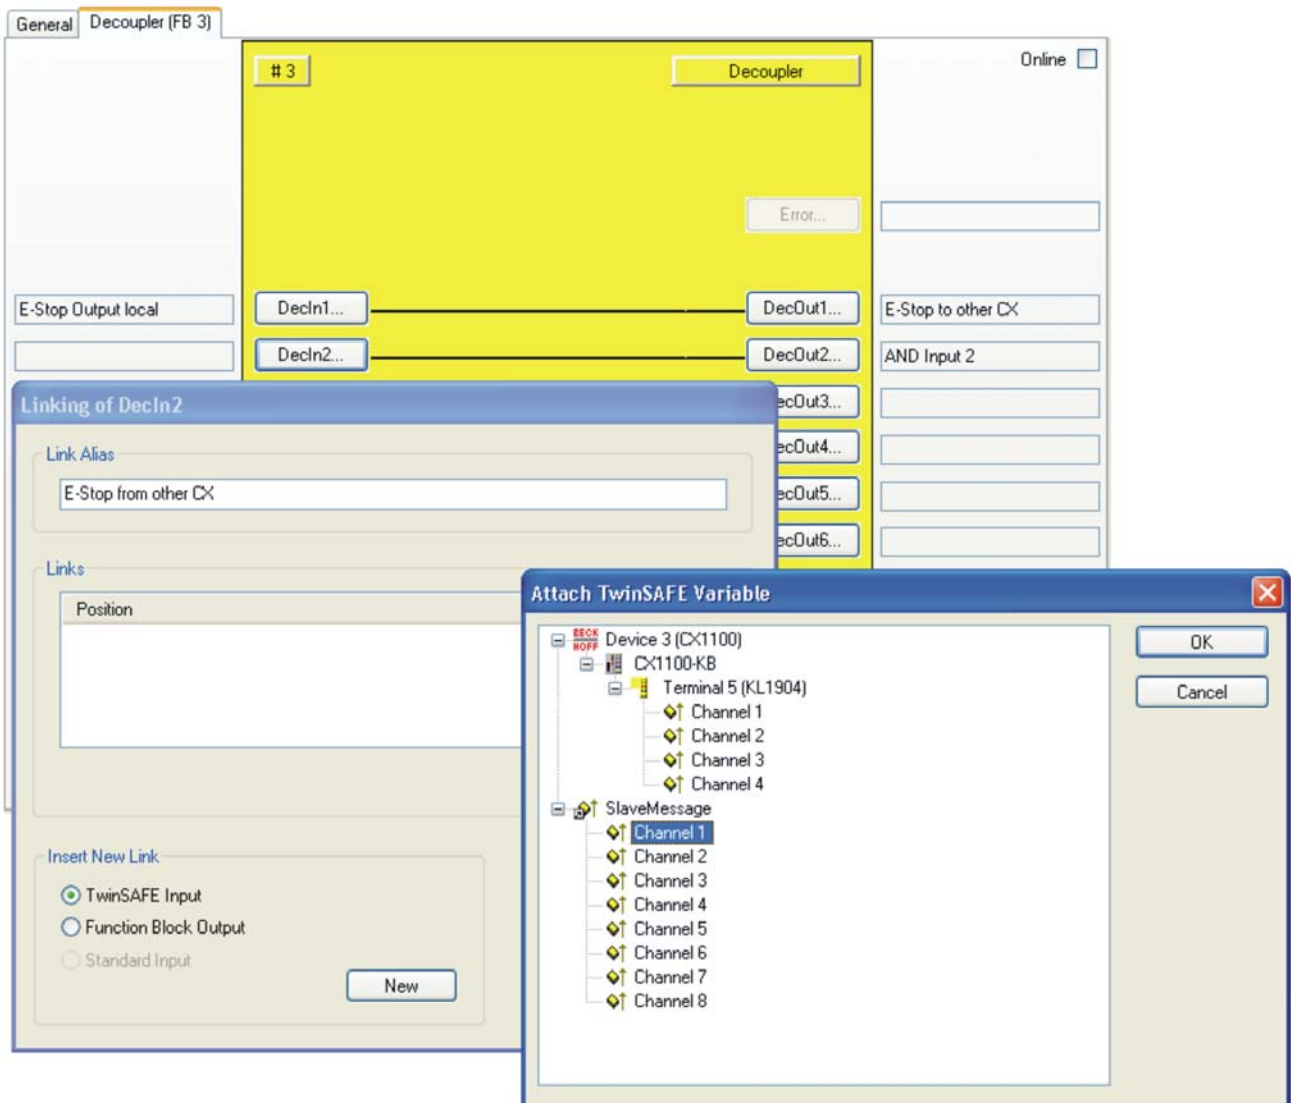 General
Decoupler (FB 3)
# 3
Decoupler
Online
Error...
E-Stop Output local
DecIn1...
DecOut1...
E-Stop to other CX
DecIn2...
DecOut2...
AND Input 2
Linking of DecIn2
ecOut3...
Link Alias
ecOut4...
E-Stop from other CX
ecOut5...
ecOut6...
Links
Position
Attach TwinSAFE Variable
BECK
HOFF
Device 3 (CX1100)
OK
CX1100-KB
Terminal 5 (KL1904)
Cancel
Channel 1
Channel 2
Channel 3
Channel 4
SlaveMessage
Channel 1
Channel 2
Channel 3
Channel 4
Channel 5
Channel 6
Channel 7
Channel 8
Insert New Link
TwinSAFE Input
Function Block Output
Standard Input
New